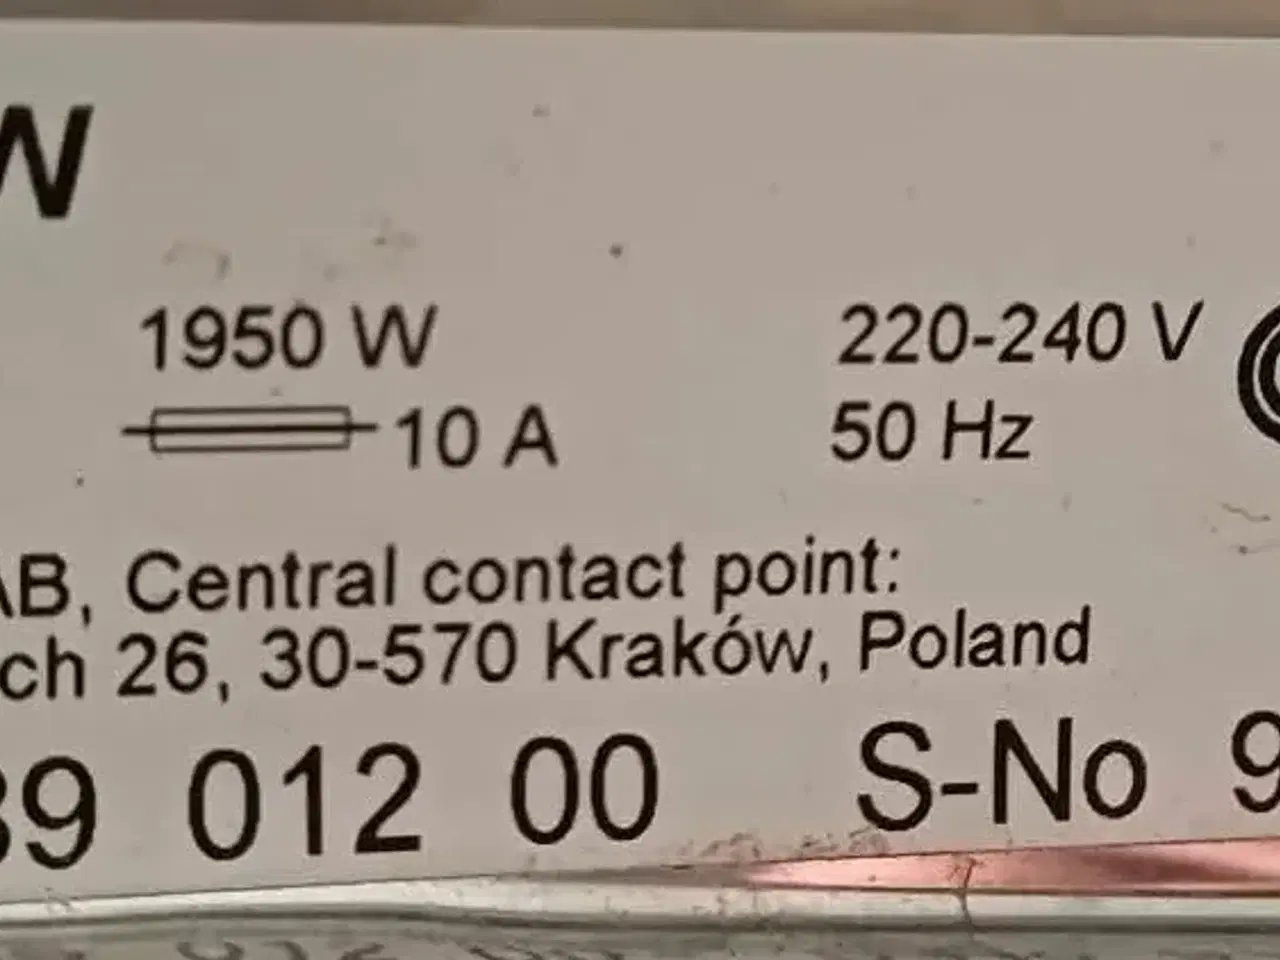 W
1950 W 220-240 V
10 A 50 Hz
AB, Central contact point:
ch 26, 30-570 Kraków, Poland
39 012 00 S-No 9